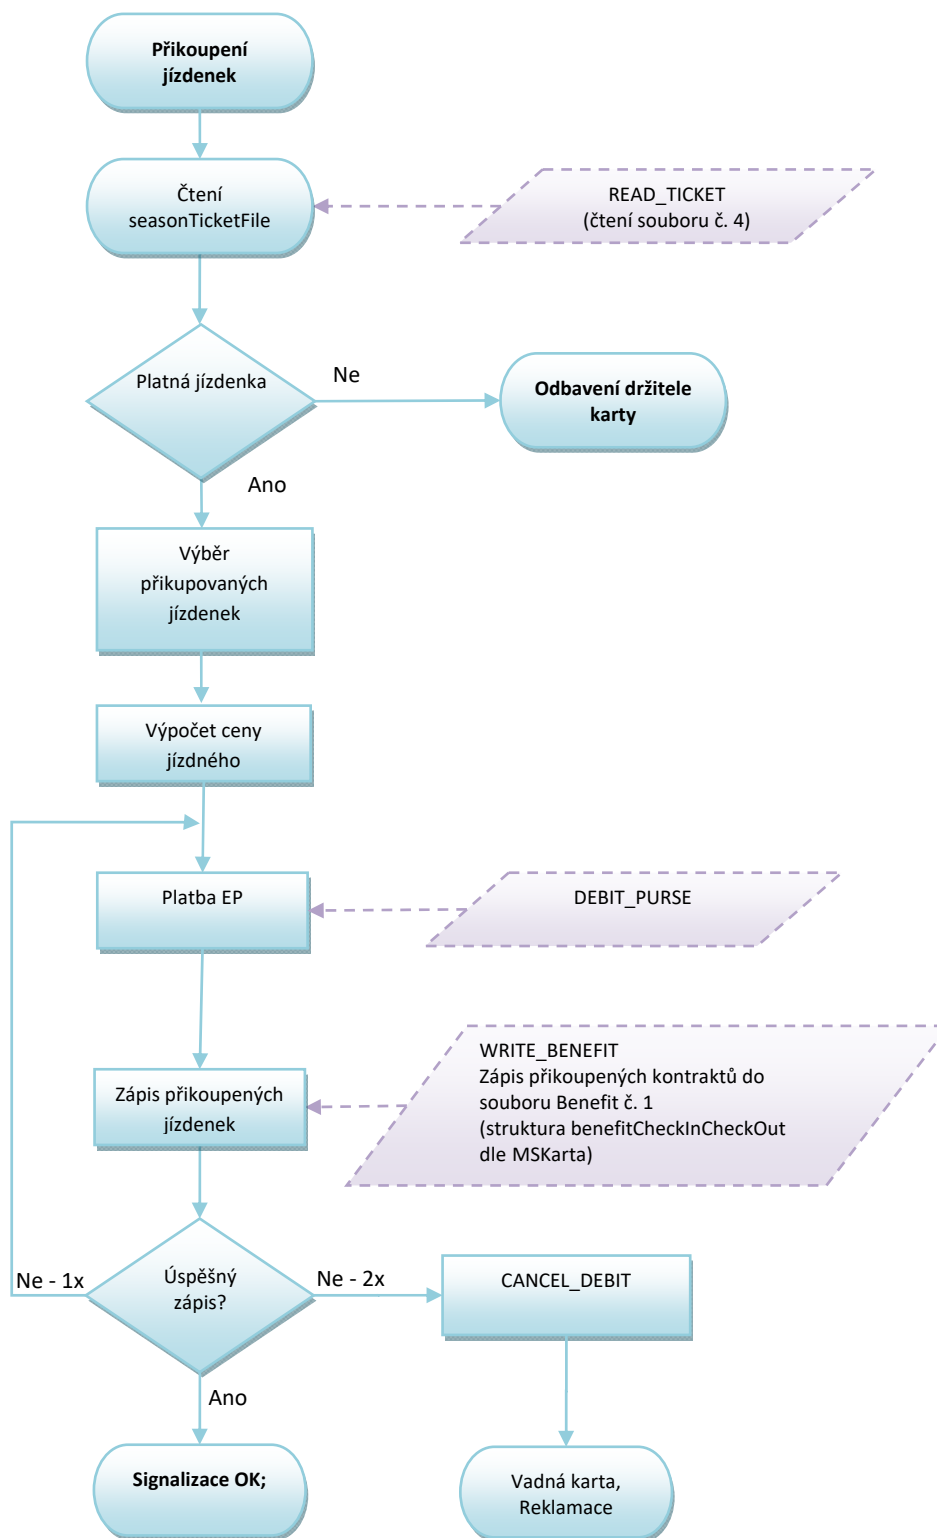 Přikoupení
jízdenek
Čtení
seasonTicketFile
READ_TICKET
(čtení souboru č. 4)
Platná jízdenka
Ne
Odbavení držitele
karty
Ano
Výběr
přikupovaných
jízdenek
Výpočet ceny
jízdného
Platba EP
DEBIT_PURSE
WRITE_BENEFIT
Zápis přikoupených kontraktů do
souboru Benefit č. 1
(struktura benefitCheckInCheckOut
dle MSKarta)
Zápis přikoupených
jízdenek
Ne - 1x
Úspěšný
zápis?
Ne - 2x
CANCEL_DEBIT
Ano
Signalizace OK;
Vadná karta,
Reklamace